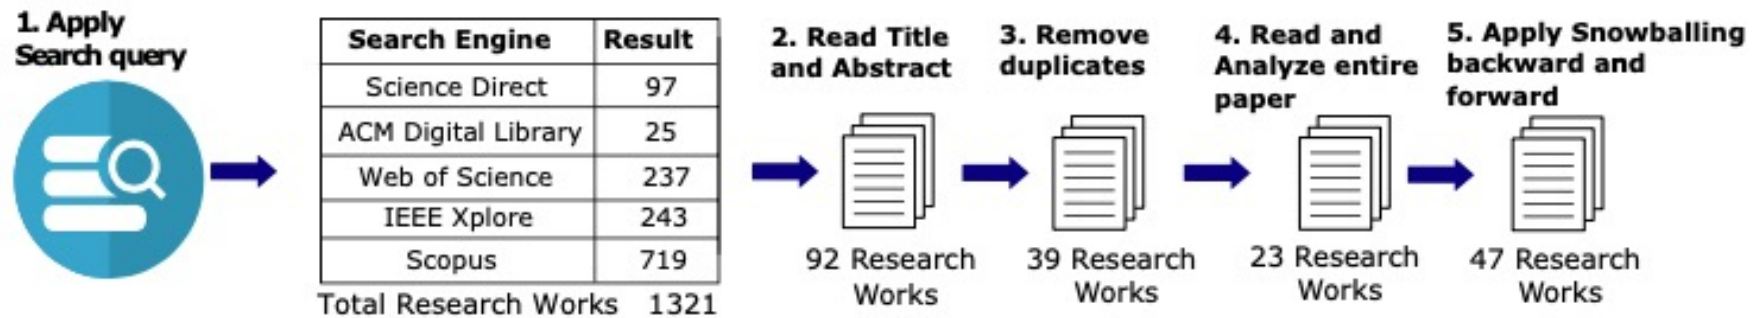 1. Apply
Search query
Search Engine Result
Science Direct 97
ACM Digital Library 25
Web of Science 237
IEEE Xplore 243
Scopus 719
Total Research Works 1321
2. Read Title
and Abstract
92 Research
Works
3. Remove
duplicates
39 Research
Works
4. Read and
Analyze entire
paper
23 Research
Works
5. Apply Snowballing
backward and
forward
47 Research
Works